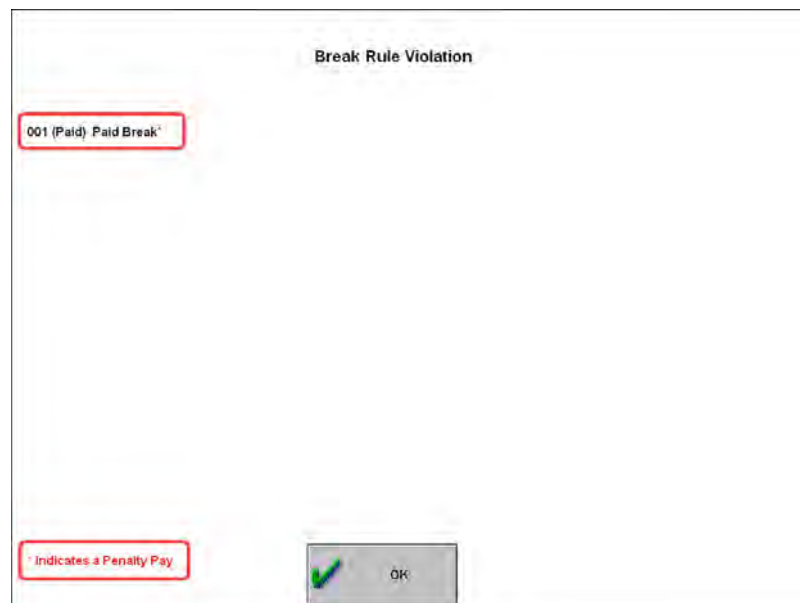 Break Rule Violation
001 (Paid) Paid Break*
* Indicates a Penalty Pay
OK